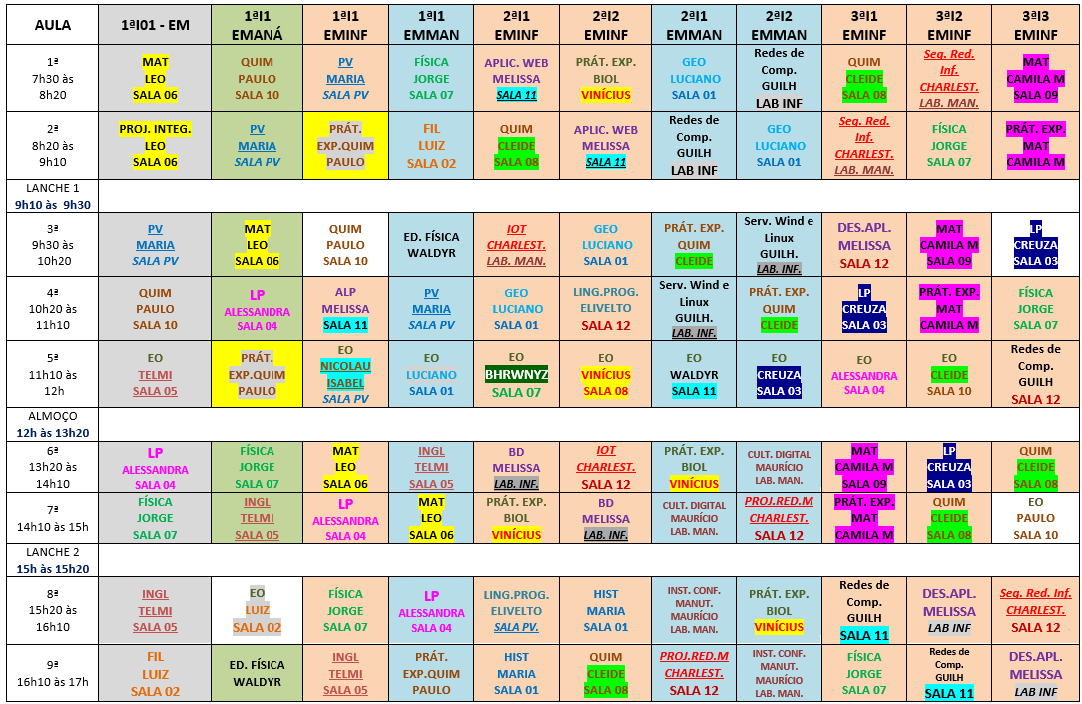 AULA
1ªI01 - EM
1ªI1
EMANÁ
1ªI1
EMINF
1ªI1
EMMAN
2ªI1
EMINF
2ªI2
EMINF
2ªI1
EMMAN
2ªI2
EMMAN
3ªI1
EMINF
3ªI2
EMINF
3ªI3
EMINF
1ª
7h30 às
8h20
MAT
LEO
SALA 06
QUIM
PAULO
SALA 10
PV
MARIA
SALA PV
FÍSICA
JORGE
SALA 07
APLIC. WEB
MELISSA
SALA 11
PRÁT. EXP.
BIOL
VINÍCIUS
GEO
LUCIANO
SALA 01
Redes de
Comp.
GUILH
LAB INF
QUIM
CLEIDE
SALA 08
Seq. Red.
Inf.
CHARLEST.
LAB. MAN.
MAT
CAMILA M
SALA 09
2ª
8h20 às
9h10
PROJ. INTEG.
LEO
SALA 06
PV
MARIA
SALA PV
PRÁT.
EXP.QUIM
PAULO
FIL
LUIZ
SALA 02
QUIM
CLEIDE
SALA 08
APLIC. WEB
MELISSA
SALA 11
Redes de
Comp.
GUILH
LAB INF
GEO
LUCIANO
SALA 01
Seq. Red.
Inf.
CHARLEST.
LAB. MAN.
FÍSICA
JORGE
SALA 07
PRÁT. EXP.
MAT
CAMILA M
LANCHE 1
9h10 às 9h30
3ª
9h30 às
10h20
PV
MARIA
SALA PV
MAT
LEO
SALA 06
QUIM
PAULO
SALA 10
ED. FÍSICA
WALDYR
IOT
CHARLEST.
LAB. MAN.
GEO
LUCIANO
SALA 01
PRÁT. EXP.
QUIM
CLEIDE
Serv. Wind e
Linux
GUILH.
LAB. INF.
DES.APL.
MELISSA
SALA 12
MAT
CAMILA M
SALA 09
LP
CREUZA
SALA 03
4ª
10h20 às
11h10
QUIM
PAULO
SALA 10
LP
ALESSANDRA
SALA 04
ALP
MELISSA
SALA 11
PV
MARIA
SALA PV
GEO
LUCIANO
SALA 01
LING.PROG.
ELIVELTO
SALA 12
Serv. Wind e
Linux
GUILH.
LAB. INF.
PRÁT. EXP.
QUIM
CLEIDE
LP
CREUZA
SALA 03
PRÁT. EXP.
MAT
CAMILA M
FÍSICA
JORGE
SALA 07
5ª
11h10 às
12h
EO
TELMI
SALA 05
PRÁT.
EXP.QUIM
PAULO
EO
NICOLAU
ISABEL
SALA PV
EO
LUCIANO
SALA 01
EO
BHRWNYZ
SALA 07
EO
VINÍCIUS
SALA 08
EO
WALDYR
SALA 11
EO
CREUZA
SALA 03
EO
ALESSANDRA
SALA 04
EO
CLEIDE
SALA 10
Redes de
Comp.
GUILH
SALA 12
ALMOÇO
12h às 13h20
6ª
13h20 às
14h10
LP
ALESSANDRA
SALA 04
FÍSICA
JORGE
SALA 07
MAT
LEO
SALA 06
INGL
TELMI
SALA 05
BD
MELISSA
LAB. INF.
IOT
CHARLEST.
SALA 12
PRÁT. EXP.
BIOL
VINÍCIUS
CULT. DIGITAL
MAURÍCIO
LAB. MAN.
MAT
CAMILA M
SALA 09
LP
CREUZA
SALA 03
QUIM
CLEIDE
SALA 08
7ª
14h10 às 15h
FÍSICA
JORGE
SALA 07
INGL
TELMI
SALA 05
LP
ALESSANDRA
SALA 04
MAT
LEO
SALA 06
PRÁT. EXP.
BIOL
VINÍCIUS
BD
MELISSA
LAB. INF.
CULT. DIGITAL
MAURÍCIO
LAB. MAN.
PROJ.RED.M
CHARLEST.
SALA 12
PRÁT. EXP.
MAT
CAMILA M
QUIM
CLEIDE
SALA 08
EO
PAULO
SALA 10
LANCHE 2
15h às 15h20
8ª
15h20 às
16h10
INGL
TELMI
SALA 05
EO
LUIZ
SALA 02
FÍSICA
JORGE
SALA 07
LP
ALESSANDRA
SALA 04
LING.PROG.
ELIVELTO
SALA PV.
HIST
MARIA
SALA 01
INST. CONF.
MANUT.
MAURÍCIO
LAB. MAN.
PRÁT. EXP.
BIOL
VINÍCIUS
Redes de
Comp.
GUILH
SALA 11
DES.APL.
MELISSA
LAB INF
Seq. Red. Inf.
CHARLEST.
SALA 12
9ª
16h10 às 17h
FIL
LUIZ
SALA 02
ED. FÍSICA
WALDYR
INGL
TELMI
SALA 05
PRÁT.
EXP.QUIM
PAULO
HIST
MARIA
SALA 01
QUIM
CLEIDE
SALA 08
PROJ.RED.M
CHARLEST.
SALA 12
INST. CONF.
MANUT.
MAURÍCIO
LAB. MAN.
FÍSICA
JORGE
SALA 07
Redes de
Comp.
GUILH
SALA 11
DES.APL.
MELISSA
LAB INF